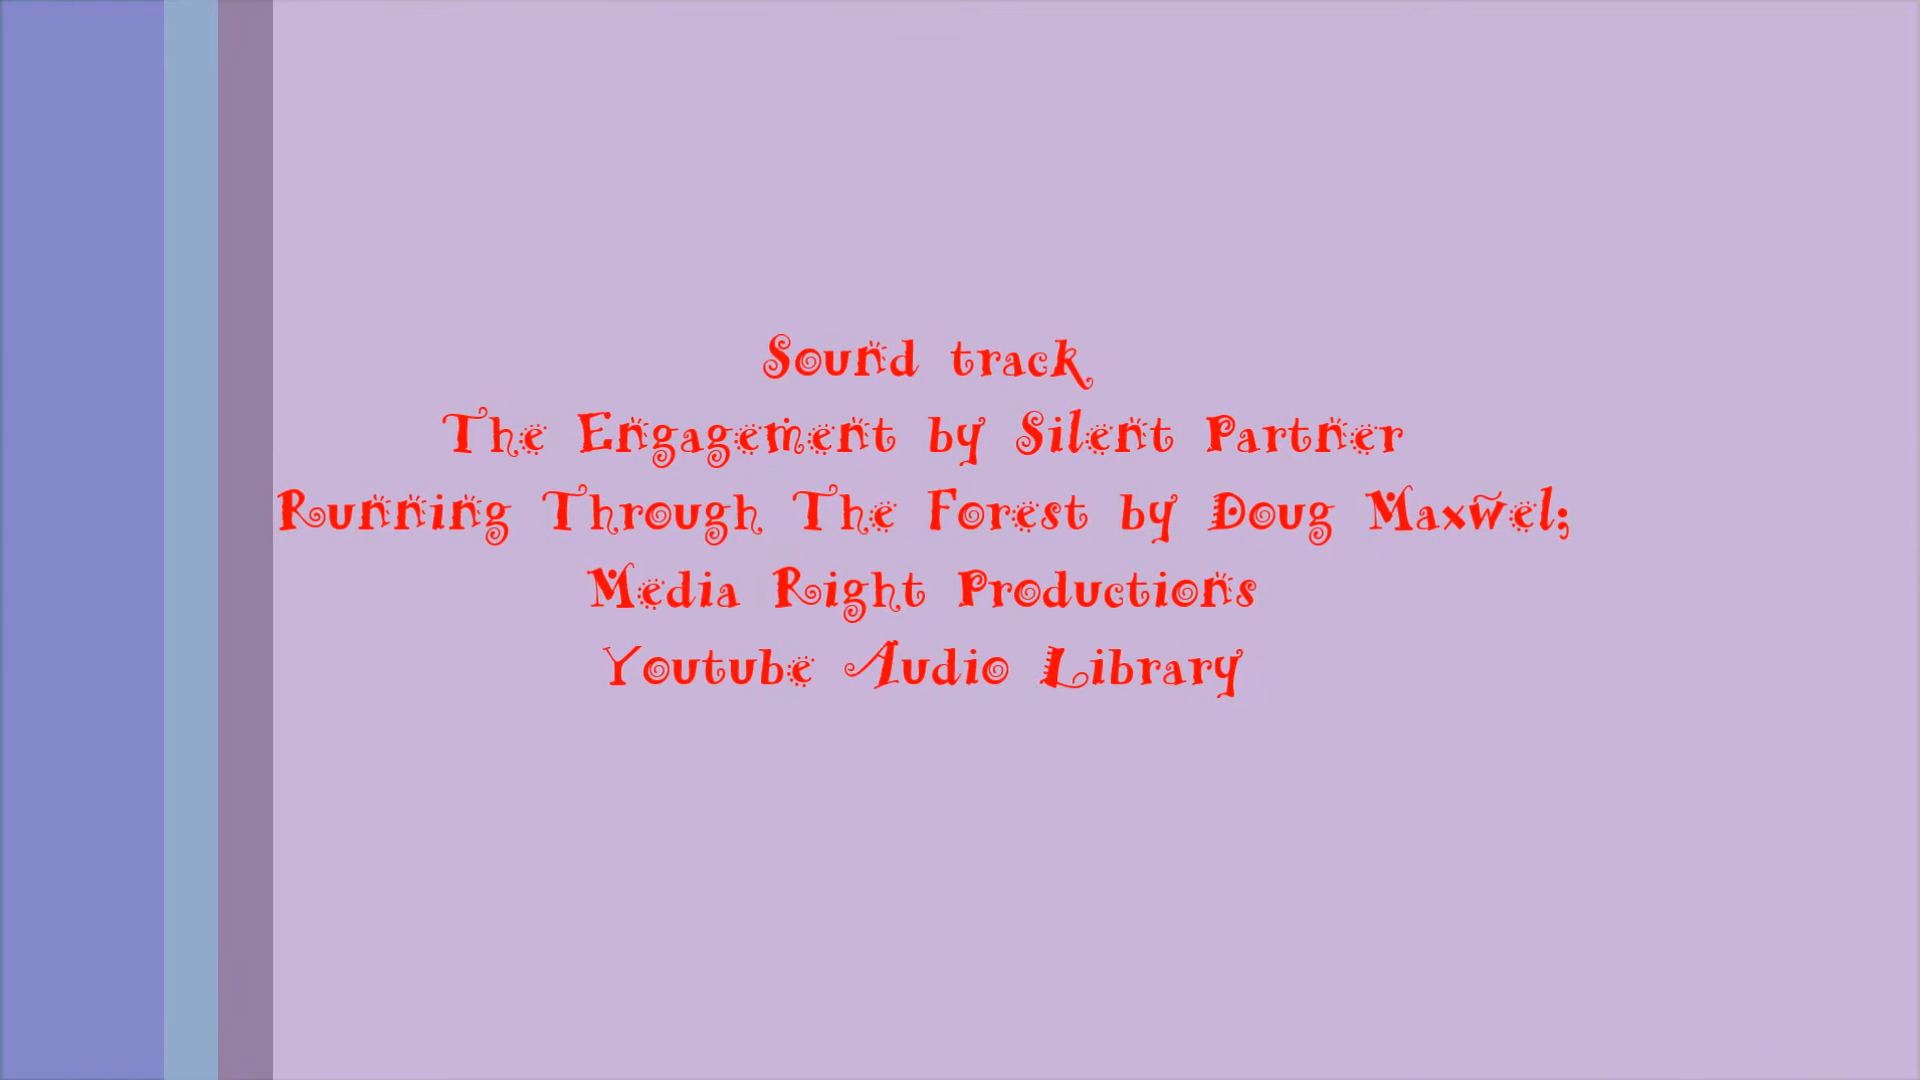 Sound track
The Engagement by Silent Partner
Running Through The Forest by Doug Maxwel;
Media Right Productions
Youtube Audio Library